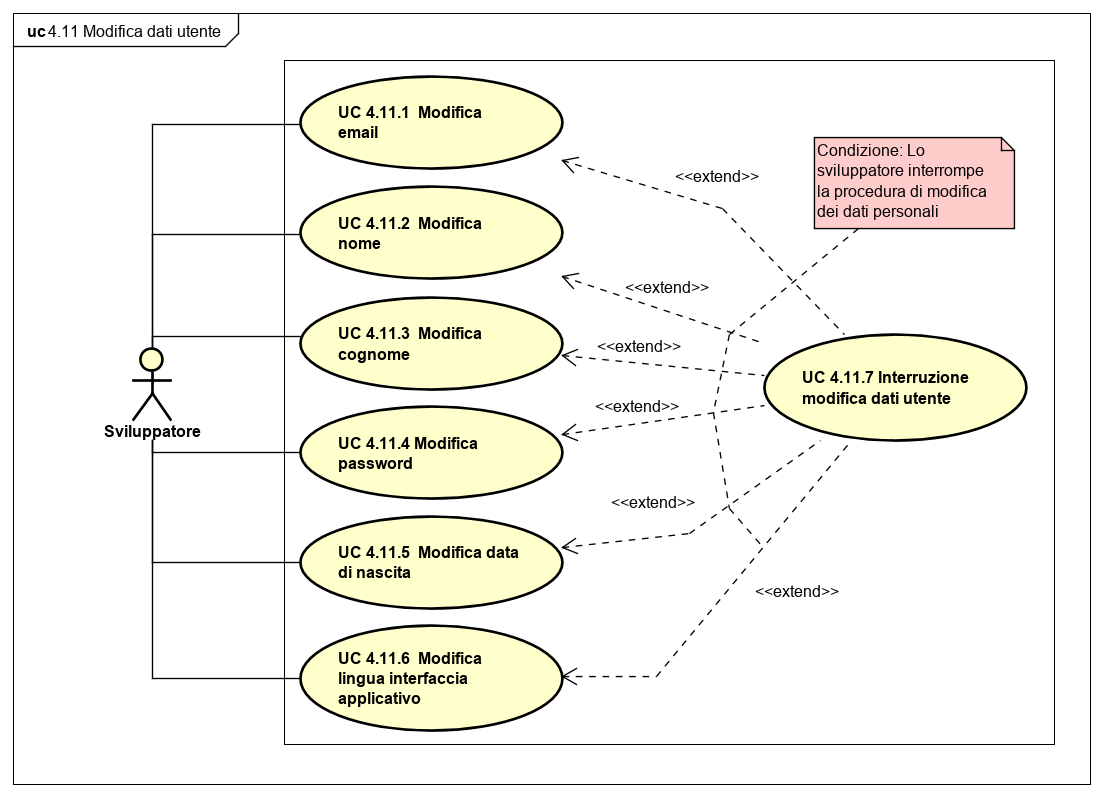 uc 4.11 Modifica dati utente
UC 4.11.1 Modifica
email
<<extend>>
Condizione: Lo
sviluppatore interrompe
la procedura di modifica
dei dati personali
UC 4.11.2 Modifica
nome
<<extend>>
UC 4.11.3 Modifica
cognome
<<extend>>
UC 4.11.7 Interruzione
modifica dati utente
<<extend>>
Sviluppatore
UC 4.11.4 Modifica
password
<<extend>>
UC 4.11.5 Modifica data
di nascita
<<extend>>
UC 4.11.6 Modifica
lingua interfaccia
applicativo